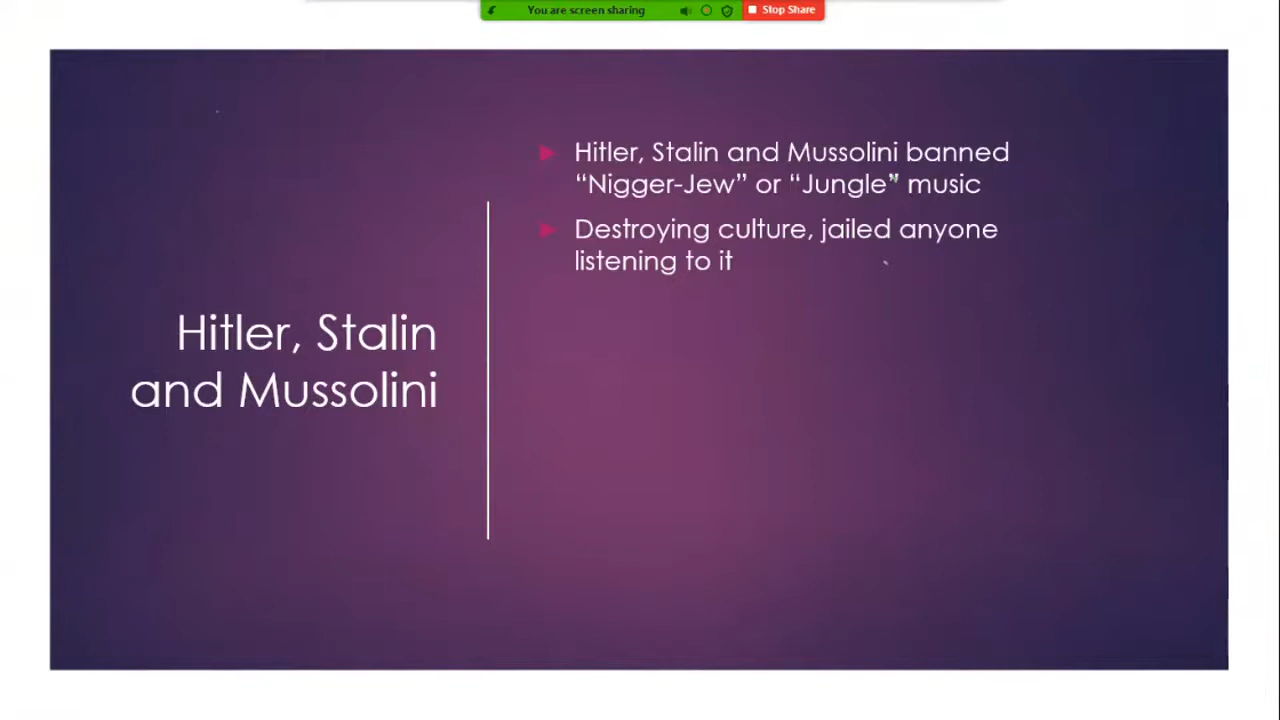 You are screen sharing
Stop Share
Hitler, Stalin and Mussolini banned
“Nigger-Jew” or “Jungle” music
Destroying culture, jailed anyone
listening to it
Hitler, Stalin
and Mussolini